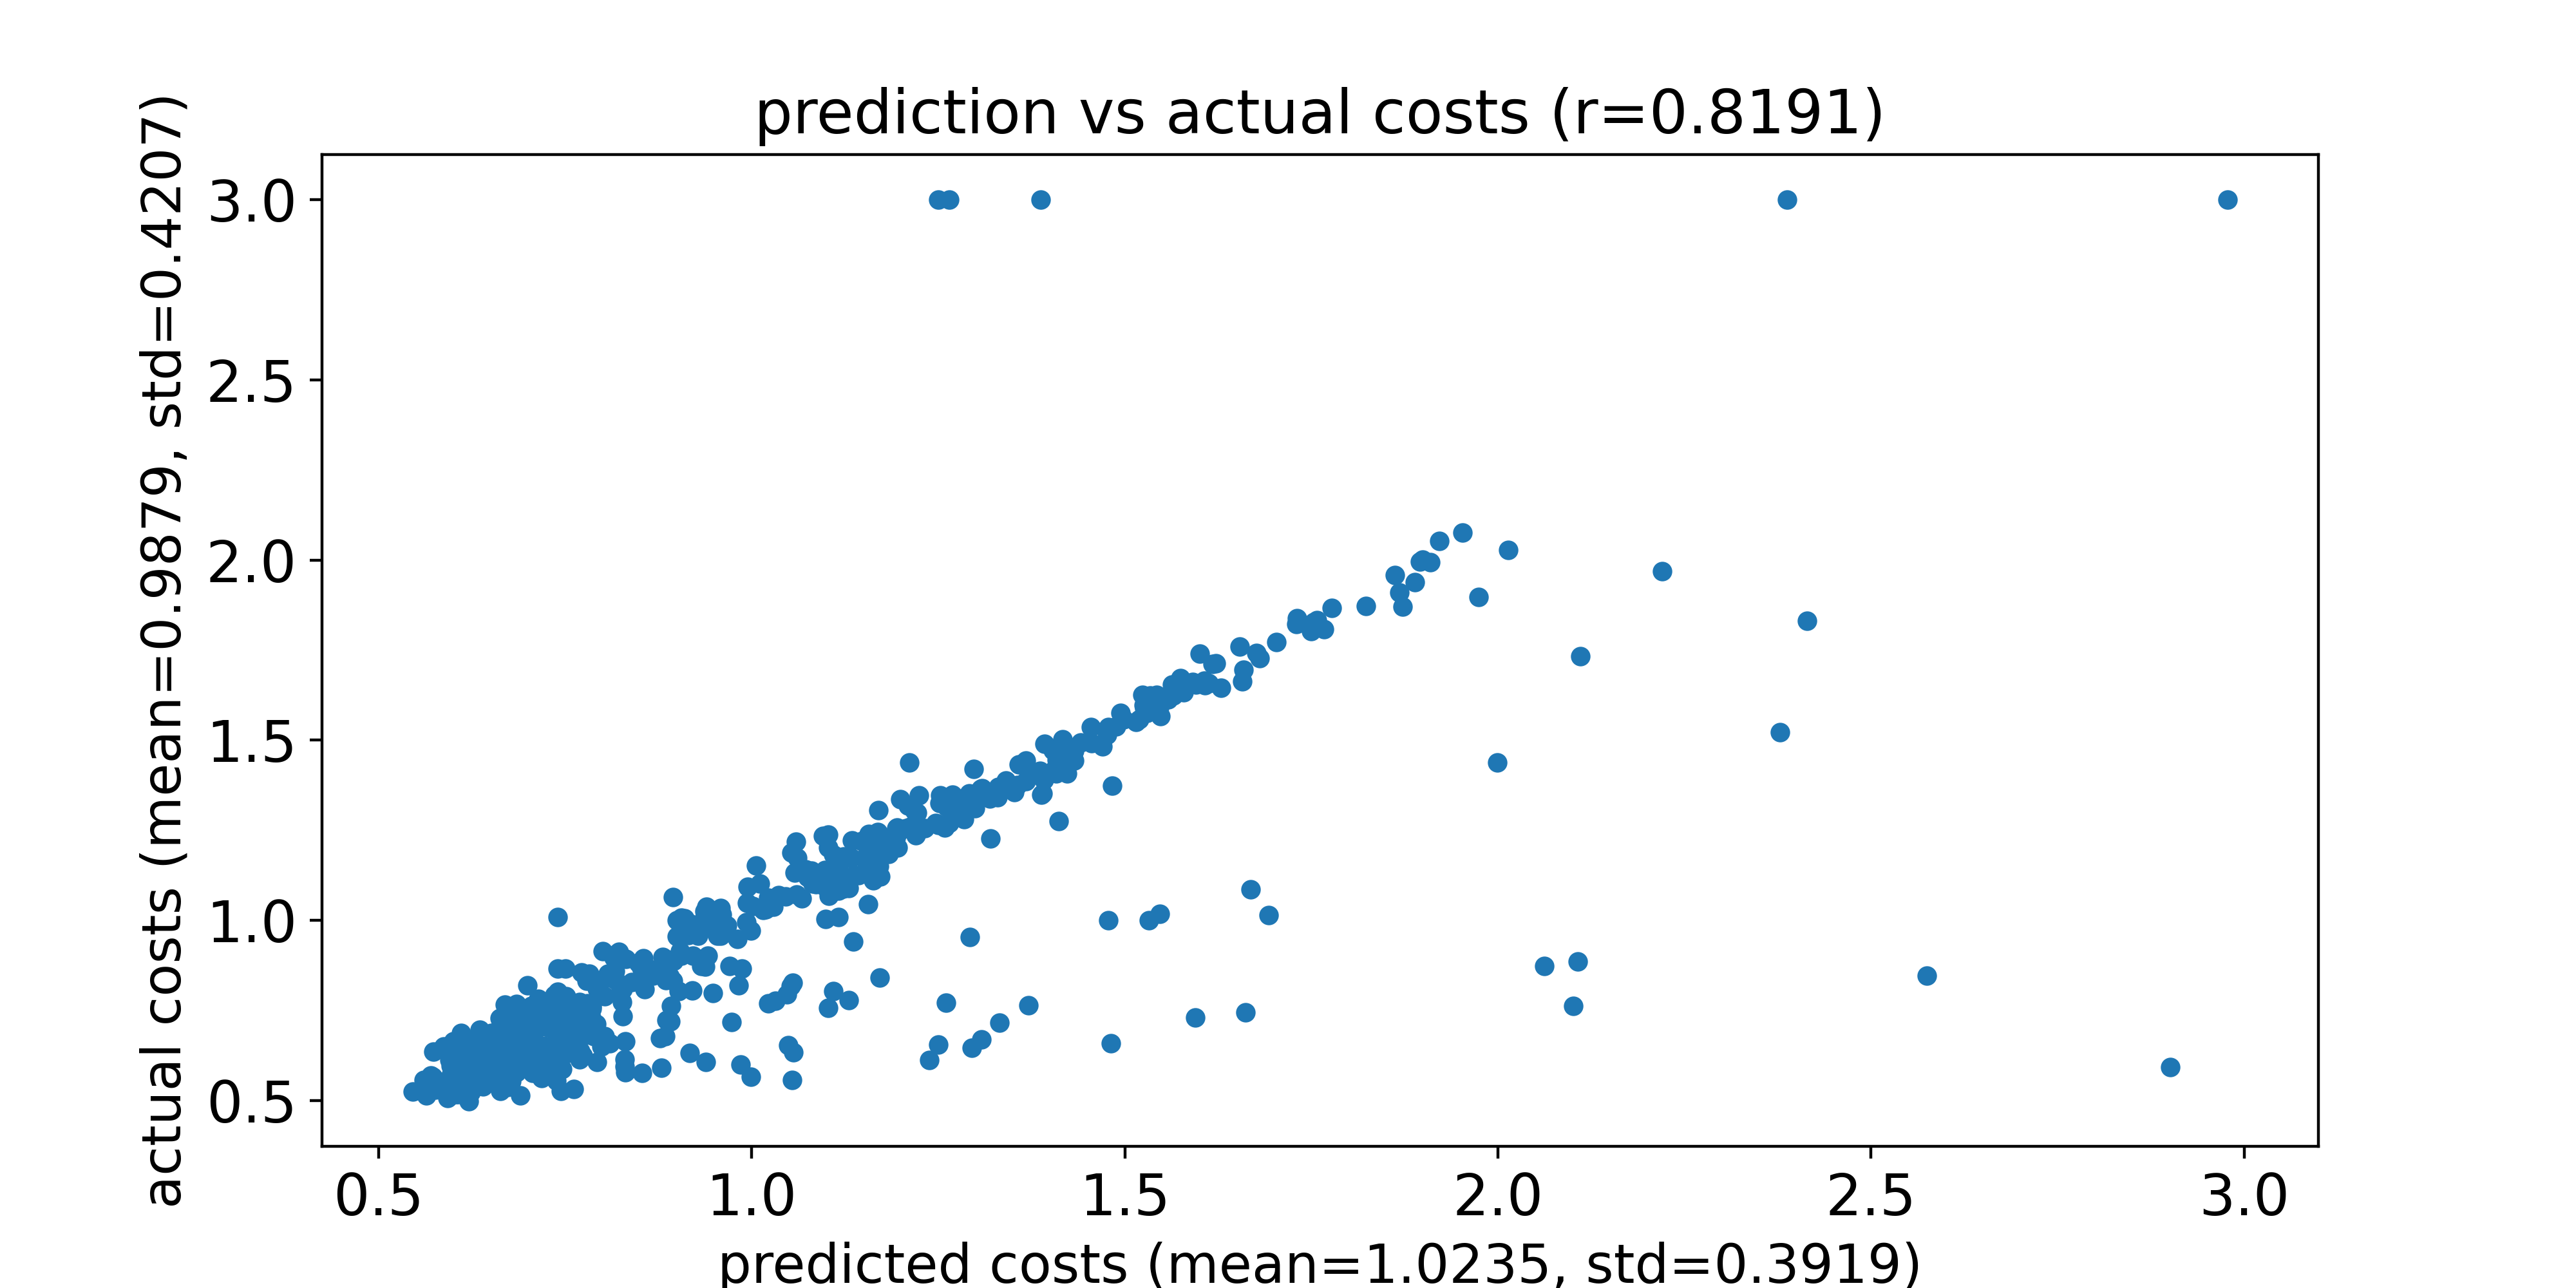 prediction vs actual costs (r=0.8191)
actual costs (mean=0.9879, std=0.4207)
3.0
2.5
2.0
1.5
1.0
0.5
0.5 1.0 1.5 2.0 2.5 3.0
predicted costs (mean=1.0235, std=0.3919)